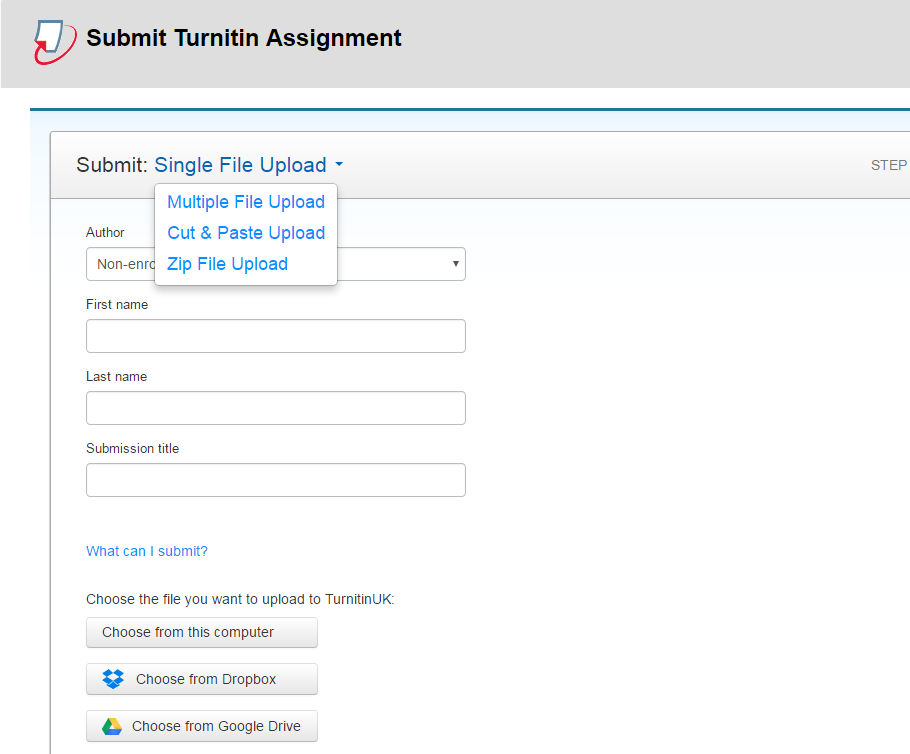 Submit Turnitin Assignment
Submit: Single File Upload
STEP
Multiple File Upload
Cut & Paste Upload
Zip File Upload
Author
Non-enro
First name
Last name
Submission title
What can I submit?
Choose the file you want to upload to TurnitinUK:
Choose from this computer
Choose from Dropbox
Choose from Google Drive